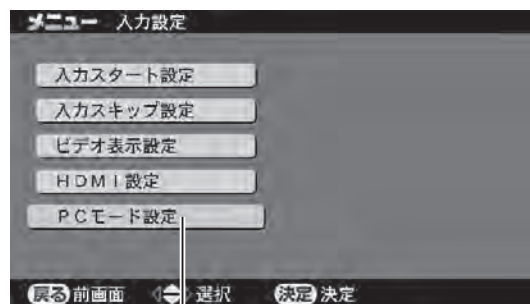 メニュー 入力設定
入力スタート設定
入力スキップ設定
ビデオ表示設定
HDMI設定
PCモード設定
戻る 前画面 選択 決定 決定